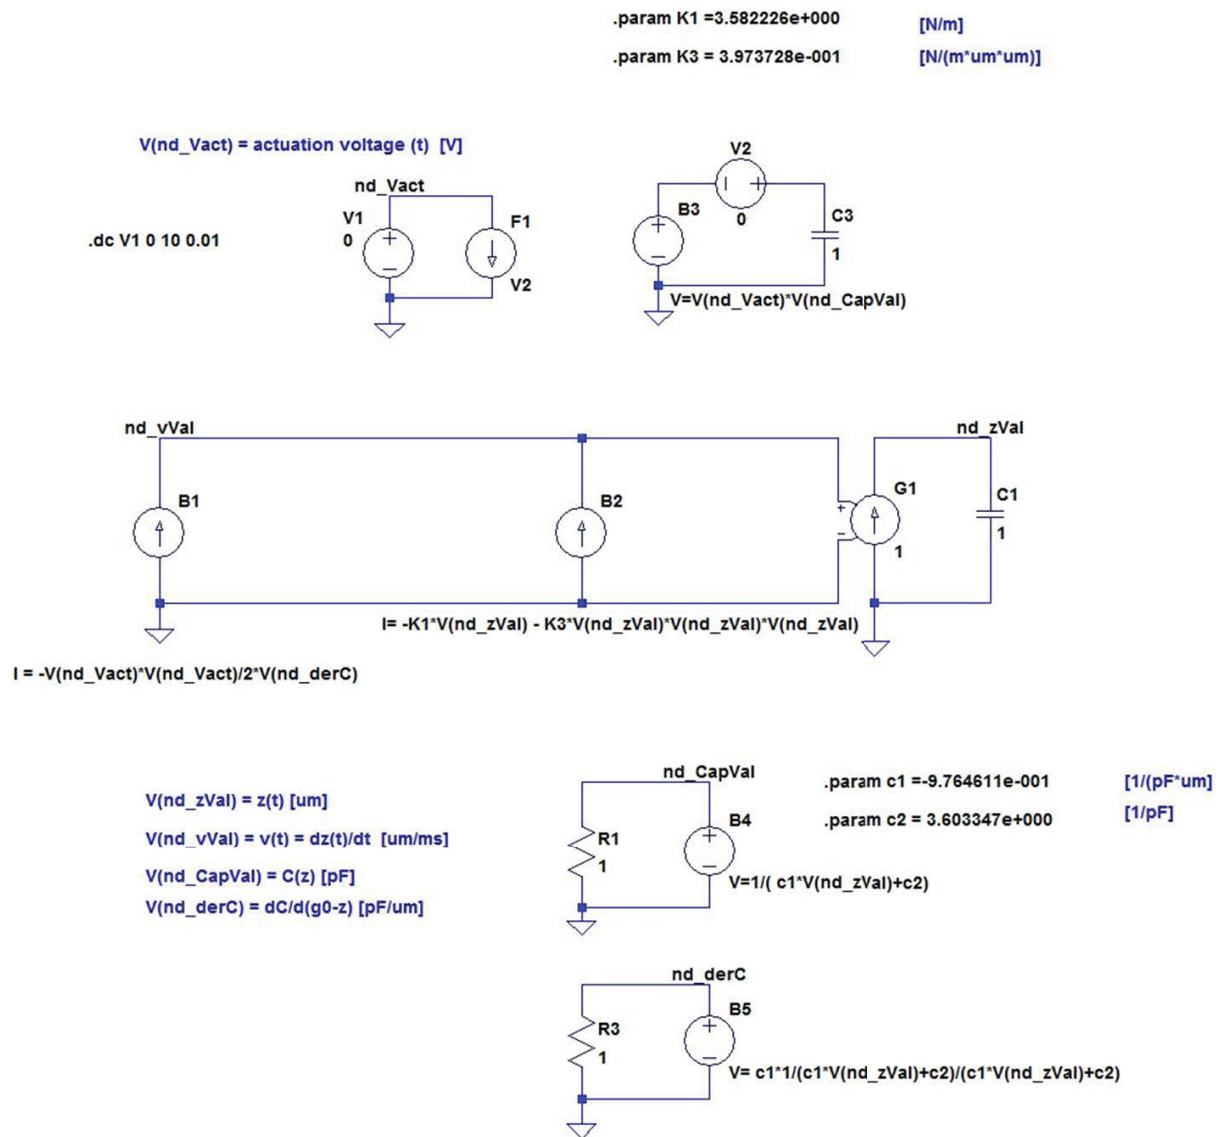 .param K1 =3.582226e+000 [N/m]
.param K3 = 3.973728e-001 [N/(m*um*um)]
V(nd_Vact) = actuation voltage (t) [V]
V2
nd_Vact
V1
F1
B3
C3
.dc V1 0 10 0.01
0
0
1
V2
V=V(nd_Vact)*V(nd_CapVal)
nd_vVal
nd_zVal
B1
B2
G1
C1
1
1
I= -K1*V(nd_zVal) - K3*V(nd_zVal)*V(nd_zVal)*V(nd_zVal)
I = -V(nd_Vact)*V(nd_Vact)/2*V(nd_derC)
nd_CapVal
.param c1 =-9.764611e-001 [1/(pF*um]
V(nd_zVal) = z(t) [um]
.param c2 = 3.603347e+000 [1/pF]
B4
V(nd_vVal) = v(t) = dz(t)/dt [um/ms]
R1
1
V(nd_CapVal) = C(z) [pF]
V=1/( c1*V(nd_zVal)+c2)
V(nd_derC) = dC/d(g0-z) [pF/um]
nd_derC
B5
R3
1
V= c1*1/(c1*V(nd_zVal)+c2)/(c1*V(nd_zVal)+c2)